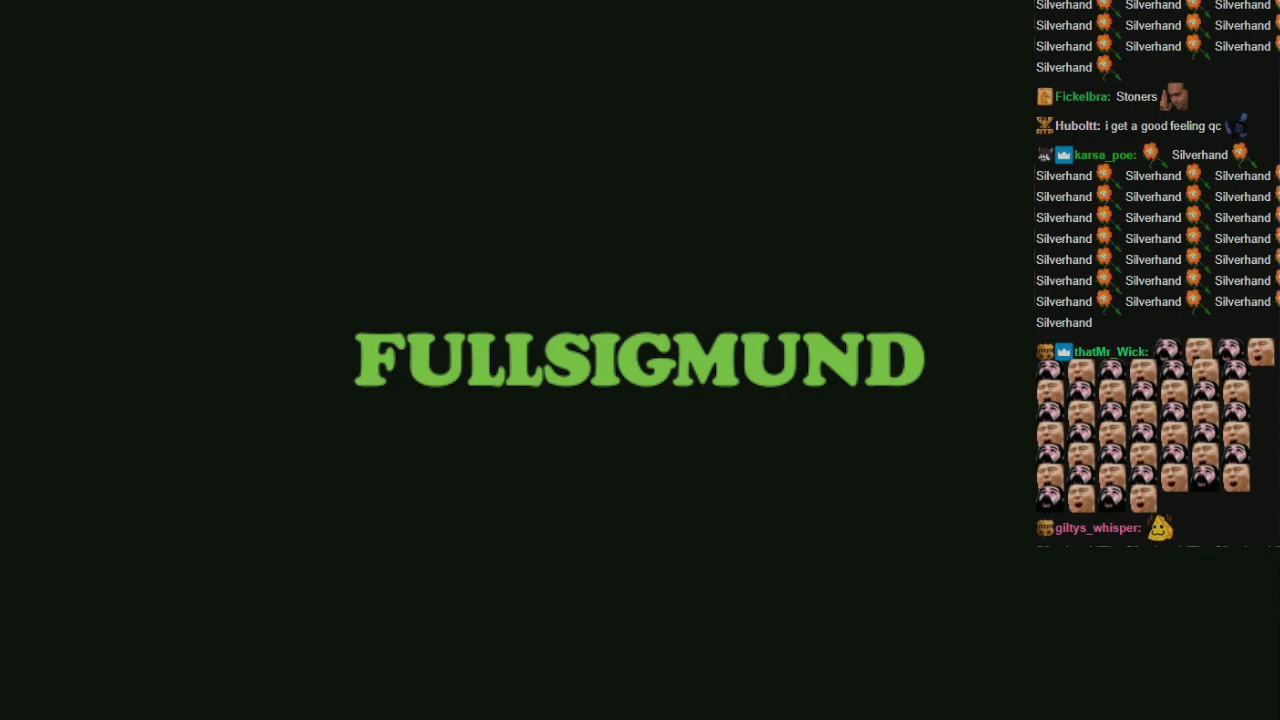 Silverhand Silverhand Silverhand
Silverhand Silverhand Silverhand
Silverhand Silverhand Silverhand
Silverhand
Fickelbra: Stoners
Huboltt: i get a good feeling qc
karsa_poe: Silverhand
Silverhand Silverhand Silverhand
Silverhand Silverhand Silverhand
Silverhand Silverhand Silverhand
Silverhand Silverhand Silverhand
Silverhand Silverhand Silverhand
Silverhand Silverhand Silverhand
Silverhand Silverhand Silverhand
Silverhand
thatMr_Wick:
FULLSIGMUND
giltys_whisper: